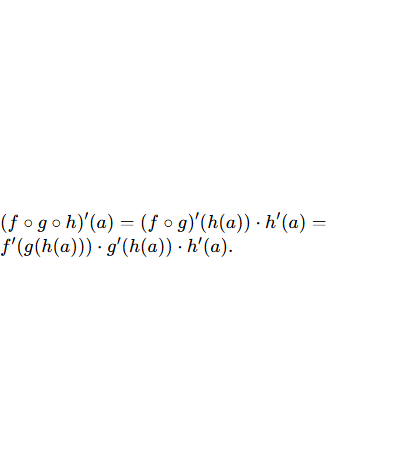 (f ∘ g ∘ h)′(a) = (f ∘ g)′(h(a)) · h′(a) =
f′(g(h(a))) · g′(h(a)) · h′(a).